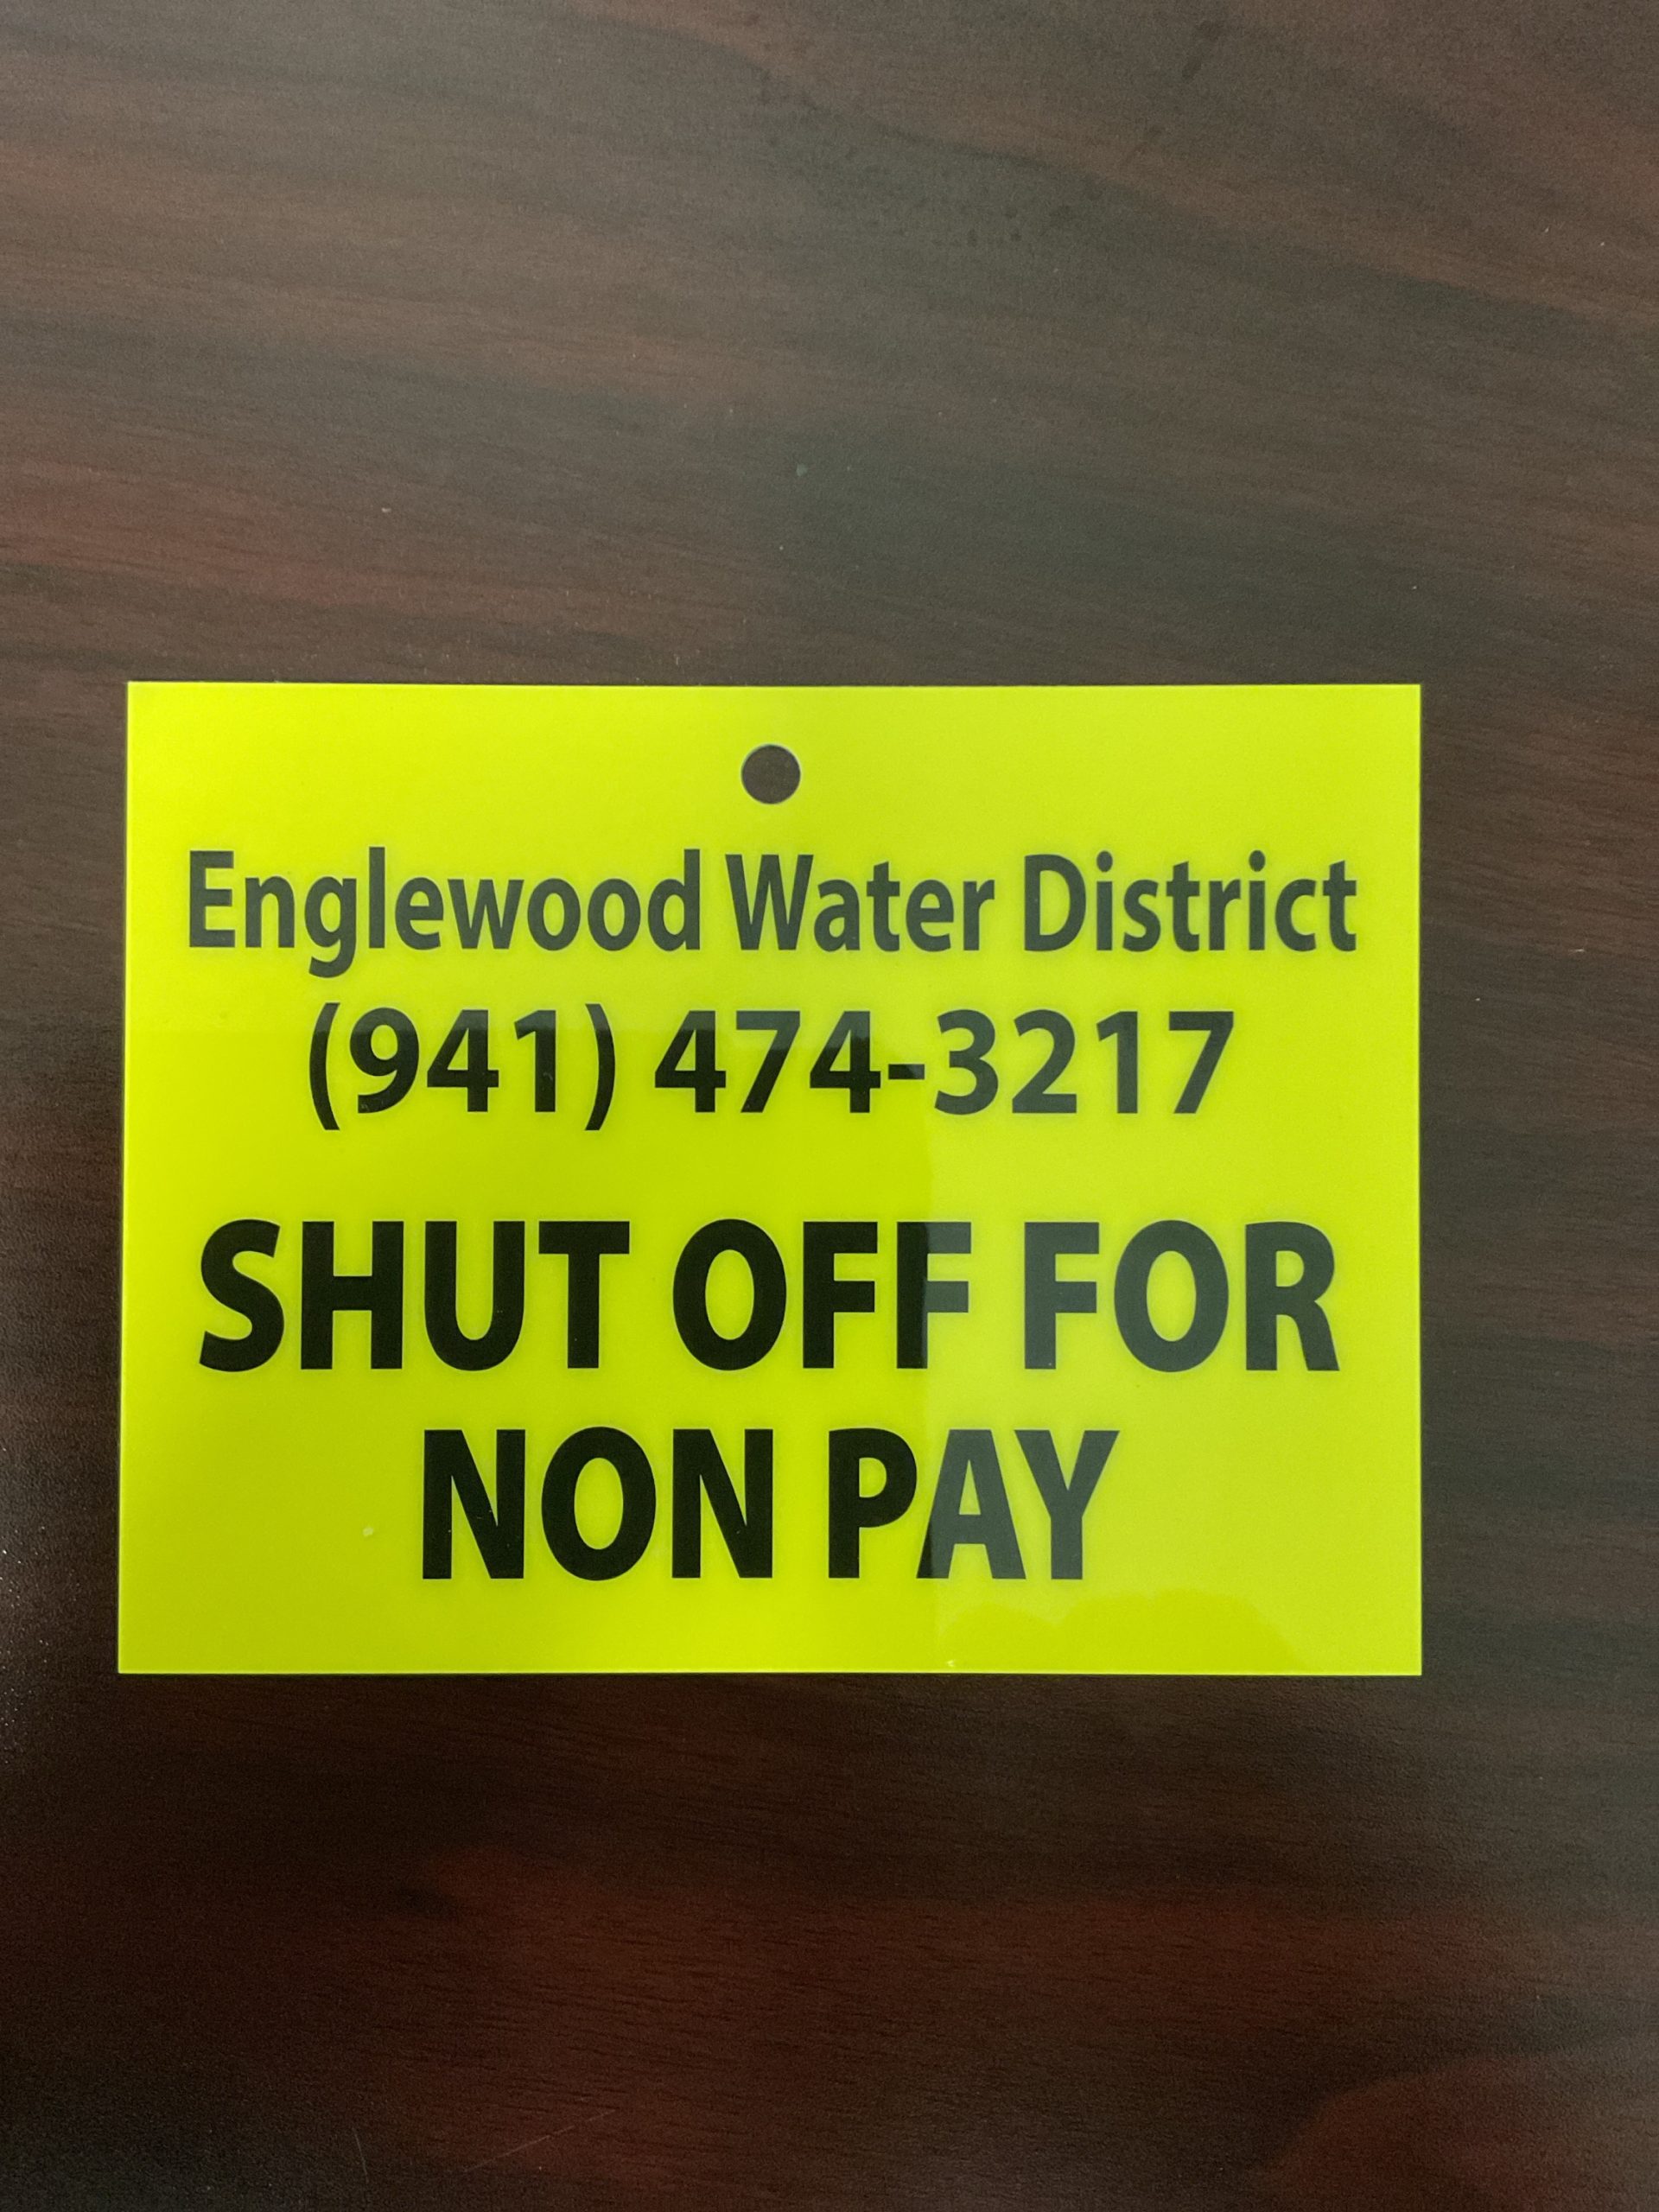 Englewood Water District
(941) 474-3217
SHUT OFF FOR
NON PAY